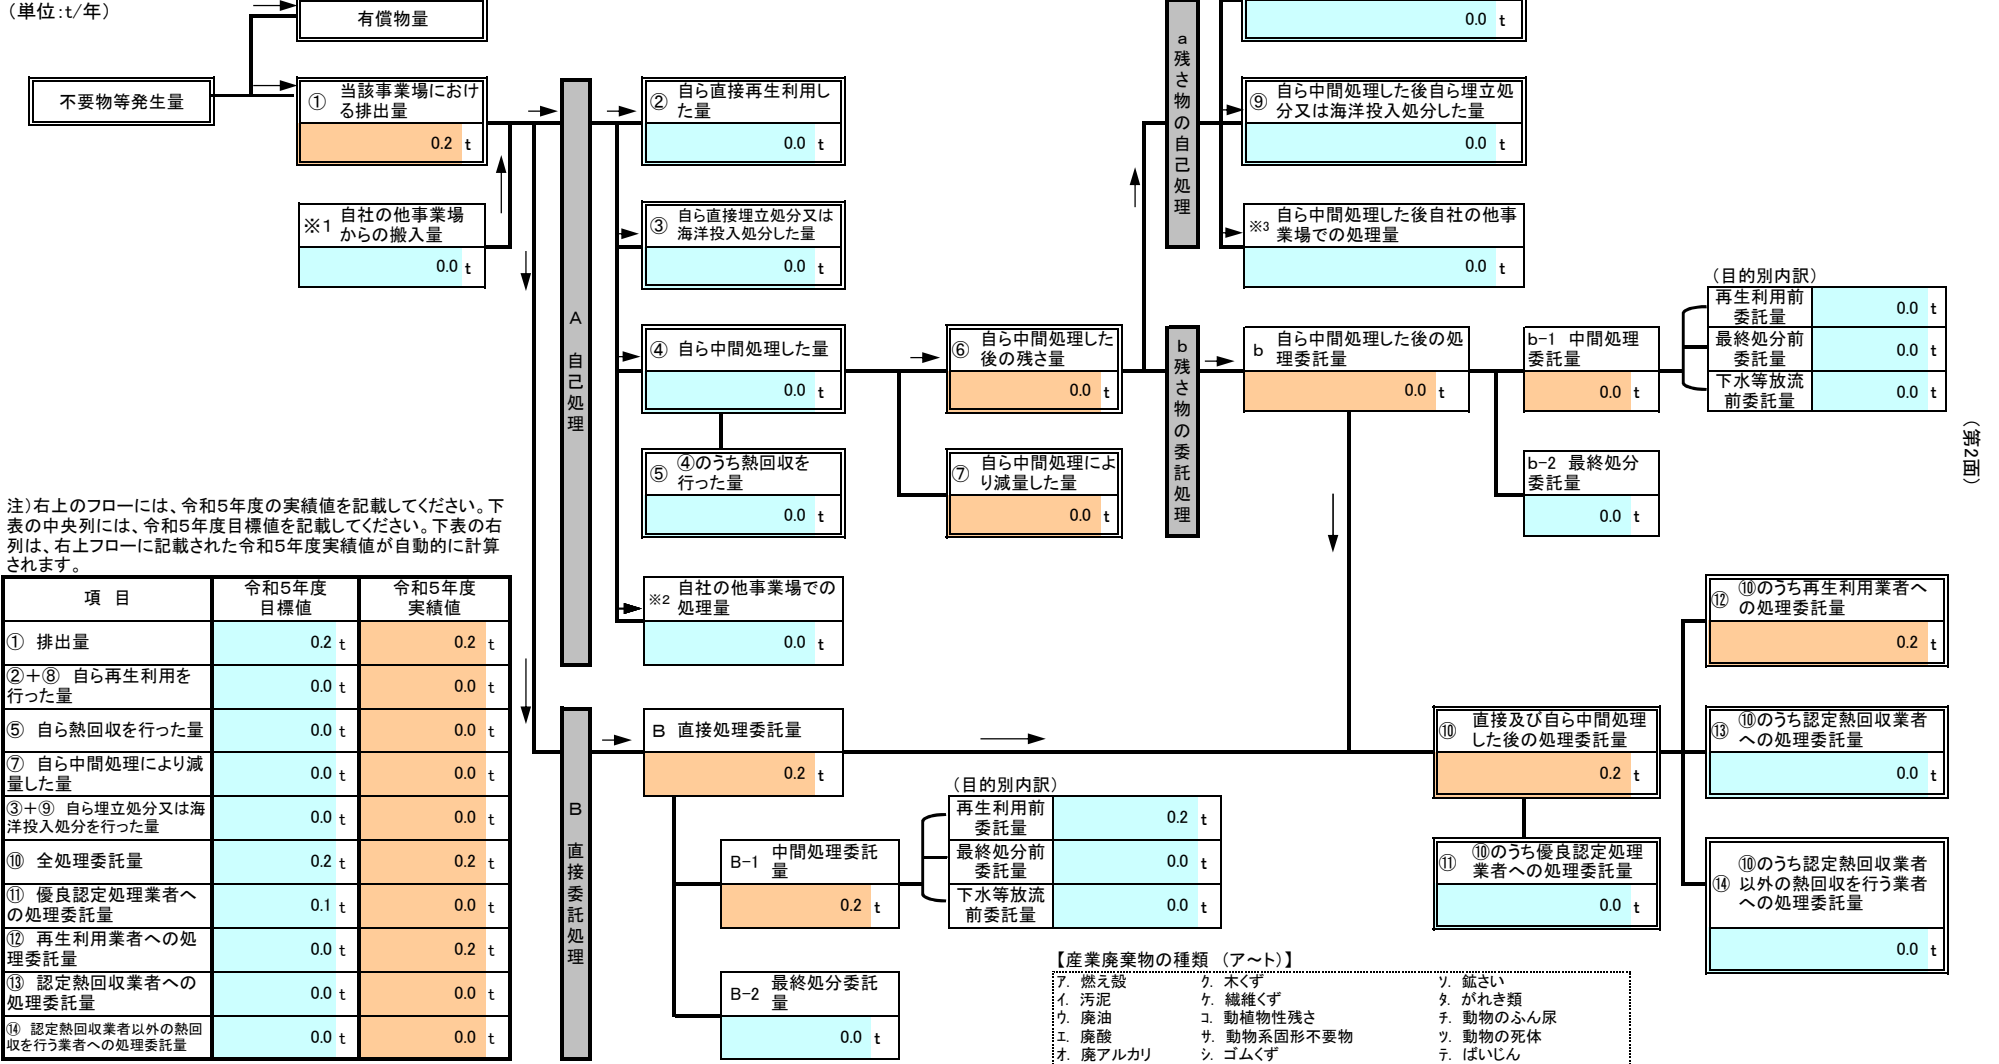 （単位：t/年）
有償物量
不要物等発生量
① 当該事業場におけ
る排出量
0.2 t
※1 自社の他事業場
からの搬入量
0.0 t
A 自己処理
② 自ら直接再生利用し
た量
0.0 t
③ 自ら直接埋立処分又は
海洋投入処分した量
0.0 t
④ 自ら中間処理した量
0.0 t
⑤ ④のうち熱回収を
行った量
0.0 t
※2 自社の他事業場での
処理量
0.0 t
⑥ 自ら中間処理した
後の残さ量
0.0 t
⑦ 自ら中間処理によ
り減量した量
0.0 t
a 残さ物の自己処理
0.0 t
⑨ 自ら中間処理した後自ら埋立処
分又は海洋投入処分した量
0.0 t
※3 自ら中間処理した後自社の他事
業場での処理量
0.0 t
b 残さ物の委託処理
b 自ら中間処理した後の処
理委託量
0.0 t
b-1 中間処理
委託量
0.0 t
（目的別内訳）
再生利用前
委託量 0.0 t
最終処分前
委託量 0.0 t
下水等放流
前委託量 0.0 t
b-2 最終処分
委託量
0.0 t
（第2面）
注）右上のフローには、令和5年度の実績値を記載してください。下
表の中央列には、令和5年度目標値を記載してください。下表の右
列は、右上フローに記載された令和5年度実績値が自動的に計算
されます。
項 目 令和5年度
目標値 令和5年度
実績値
① 排出量 0.2 t 0.2 t
②＋⑧ 自ら再生利用を
行った量 0.0 t 0.0 t
⑤ 自ら熱回収を行った量 0.0 t 0.0 t
⑦ 自ら中間処理により減
量した量 0.0 t 0.0 t
③＋⑨ 自ら埋立処分又は海
洋投入処分を行った量 0.0 t 0.0 t
⑩ 全処理委託量 0.2 t 0.2 t
⑪ 優良認定処理業者へ
の処理委託量 0.1 t 0.0 t
⑫ 再生利用業者への処
理委託量 0.0 t 0.2 t
⑬ 認定熱回収業者への
処理委託量 0.0 t 0.0 t
⑭ 認定熱回収業者以外の熱回
収を行う業者への処理委託量 0.0 t 0.0 t
B 直接委託処理
B 直接処理委託量
0.2 t
B-1 中間処理委託
量
0.2 t
（目的別内訳）
再生利用前
委託量 0.2 t
最終処分前
委託量 0.0 t
下水等放流
前委託量 0.0 t
B-2 最終処分委託
量
0.0 t
⑩ 直接及び自ら中間処理
した後の処理委託量
0.2 t
⑪ ⑩のうち優良認定処理
業者への処理委託量
0.0 t
⑫ ⑩のうち再生利用業者へ
の処理委託量
0.2 t
⑬ ⑩のうち認定熱回収業者
への処理委託量
0.0 t
⑭ ⑩のうち認定熱回収業者
以外の熱回収を行う業者
への処理委託量
0.0 t
【産業廃棄物の種類 （ア～ト）】
ア. 燃え殻 ク. 木くず ソ. 鉱さい
イ. 汚泥 ケ. 繊維くず タ. がれき類
ウ. 廃油 コ. 動植物性残さ チ. 動物のふん尿
エ. 廃酸 サ. 動物系固形不要物 ツ. 動物の死体
オ. 廃アルカリ シ. ゴムくず テ. ばいじん